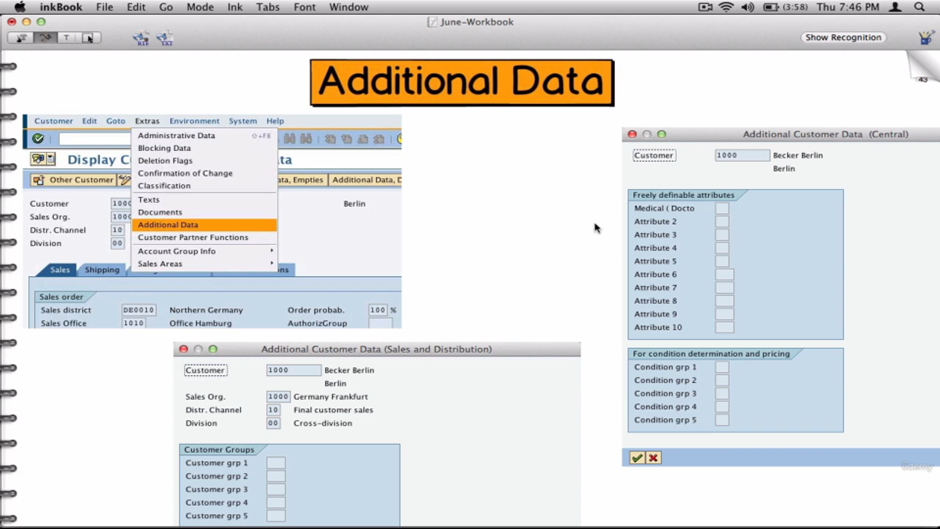 inkBook File Edit Go Mode Ink Tabs Font Window (3:58) Thu 7:46 PM
June-Workbook
T Show Recognition
43
Additional Data
Customer Edit Goto Extras Environment System Help
Administrative Data ⇧+F8
Blocking Data
Display Co ata
Deletion Flags
Confirmation of Change
Other Customer ata, Empties Additional Data, D
Classification
Texts
Customer 1000 Berlin
Documents
Sales Org. 1000
Additional Data
Distr. Channel 10
Customer Partner Functions
Division 00
Account Group Info
Sales Areas
Sales Shipping ons
Sales order
Sales district DE0010 Northern Germany Order probab. 100 %
Sales Office 1010 Office Hamburg AuthorizGroup
Additional Customer Data (Central)
Customer 1000 Becker Berlin
Berlin
Freely definable attributes
Medical ( Docto
Attribute 2
Attribute 3
Attribute 4
Attribute 5
Attribute 6
Attribute 7
Attribute 8
Attribute 9
Attribute 10
For condition determination and pricing
Condition grp 1
Condition grp 2
Condition grp 3
Condition grp 4
Condition grp 5
Additional Customer Data (Sales and Distribution)
Customer 1000 Becker Berlin
Berlin
Sales Org. 1000 Germany Frankfurt
Distr. Channel 10 Final customer sales
Division 00 Cross-division
Customer Groups
Customer grp 1
Customer grp 2
Customer grp 3
Customer grp 4
Customer grp 5